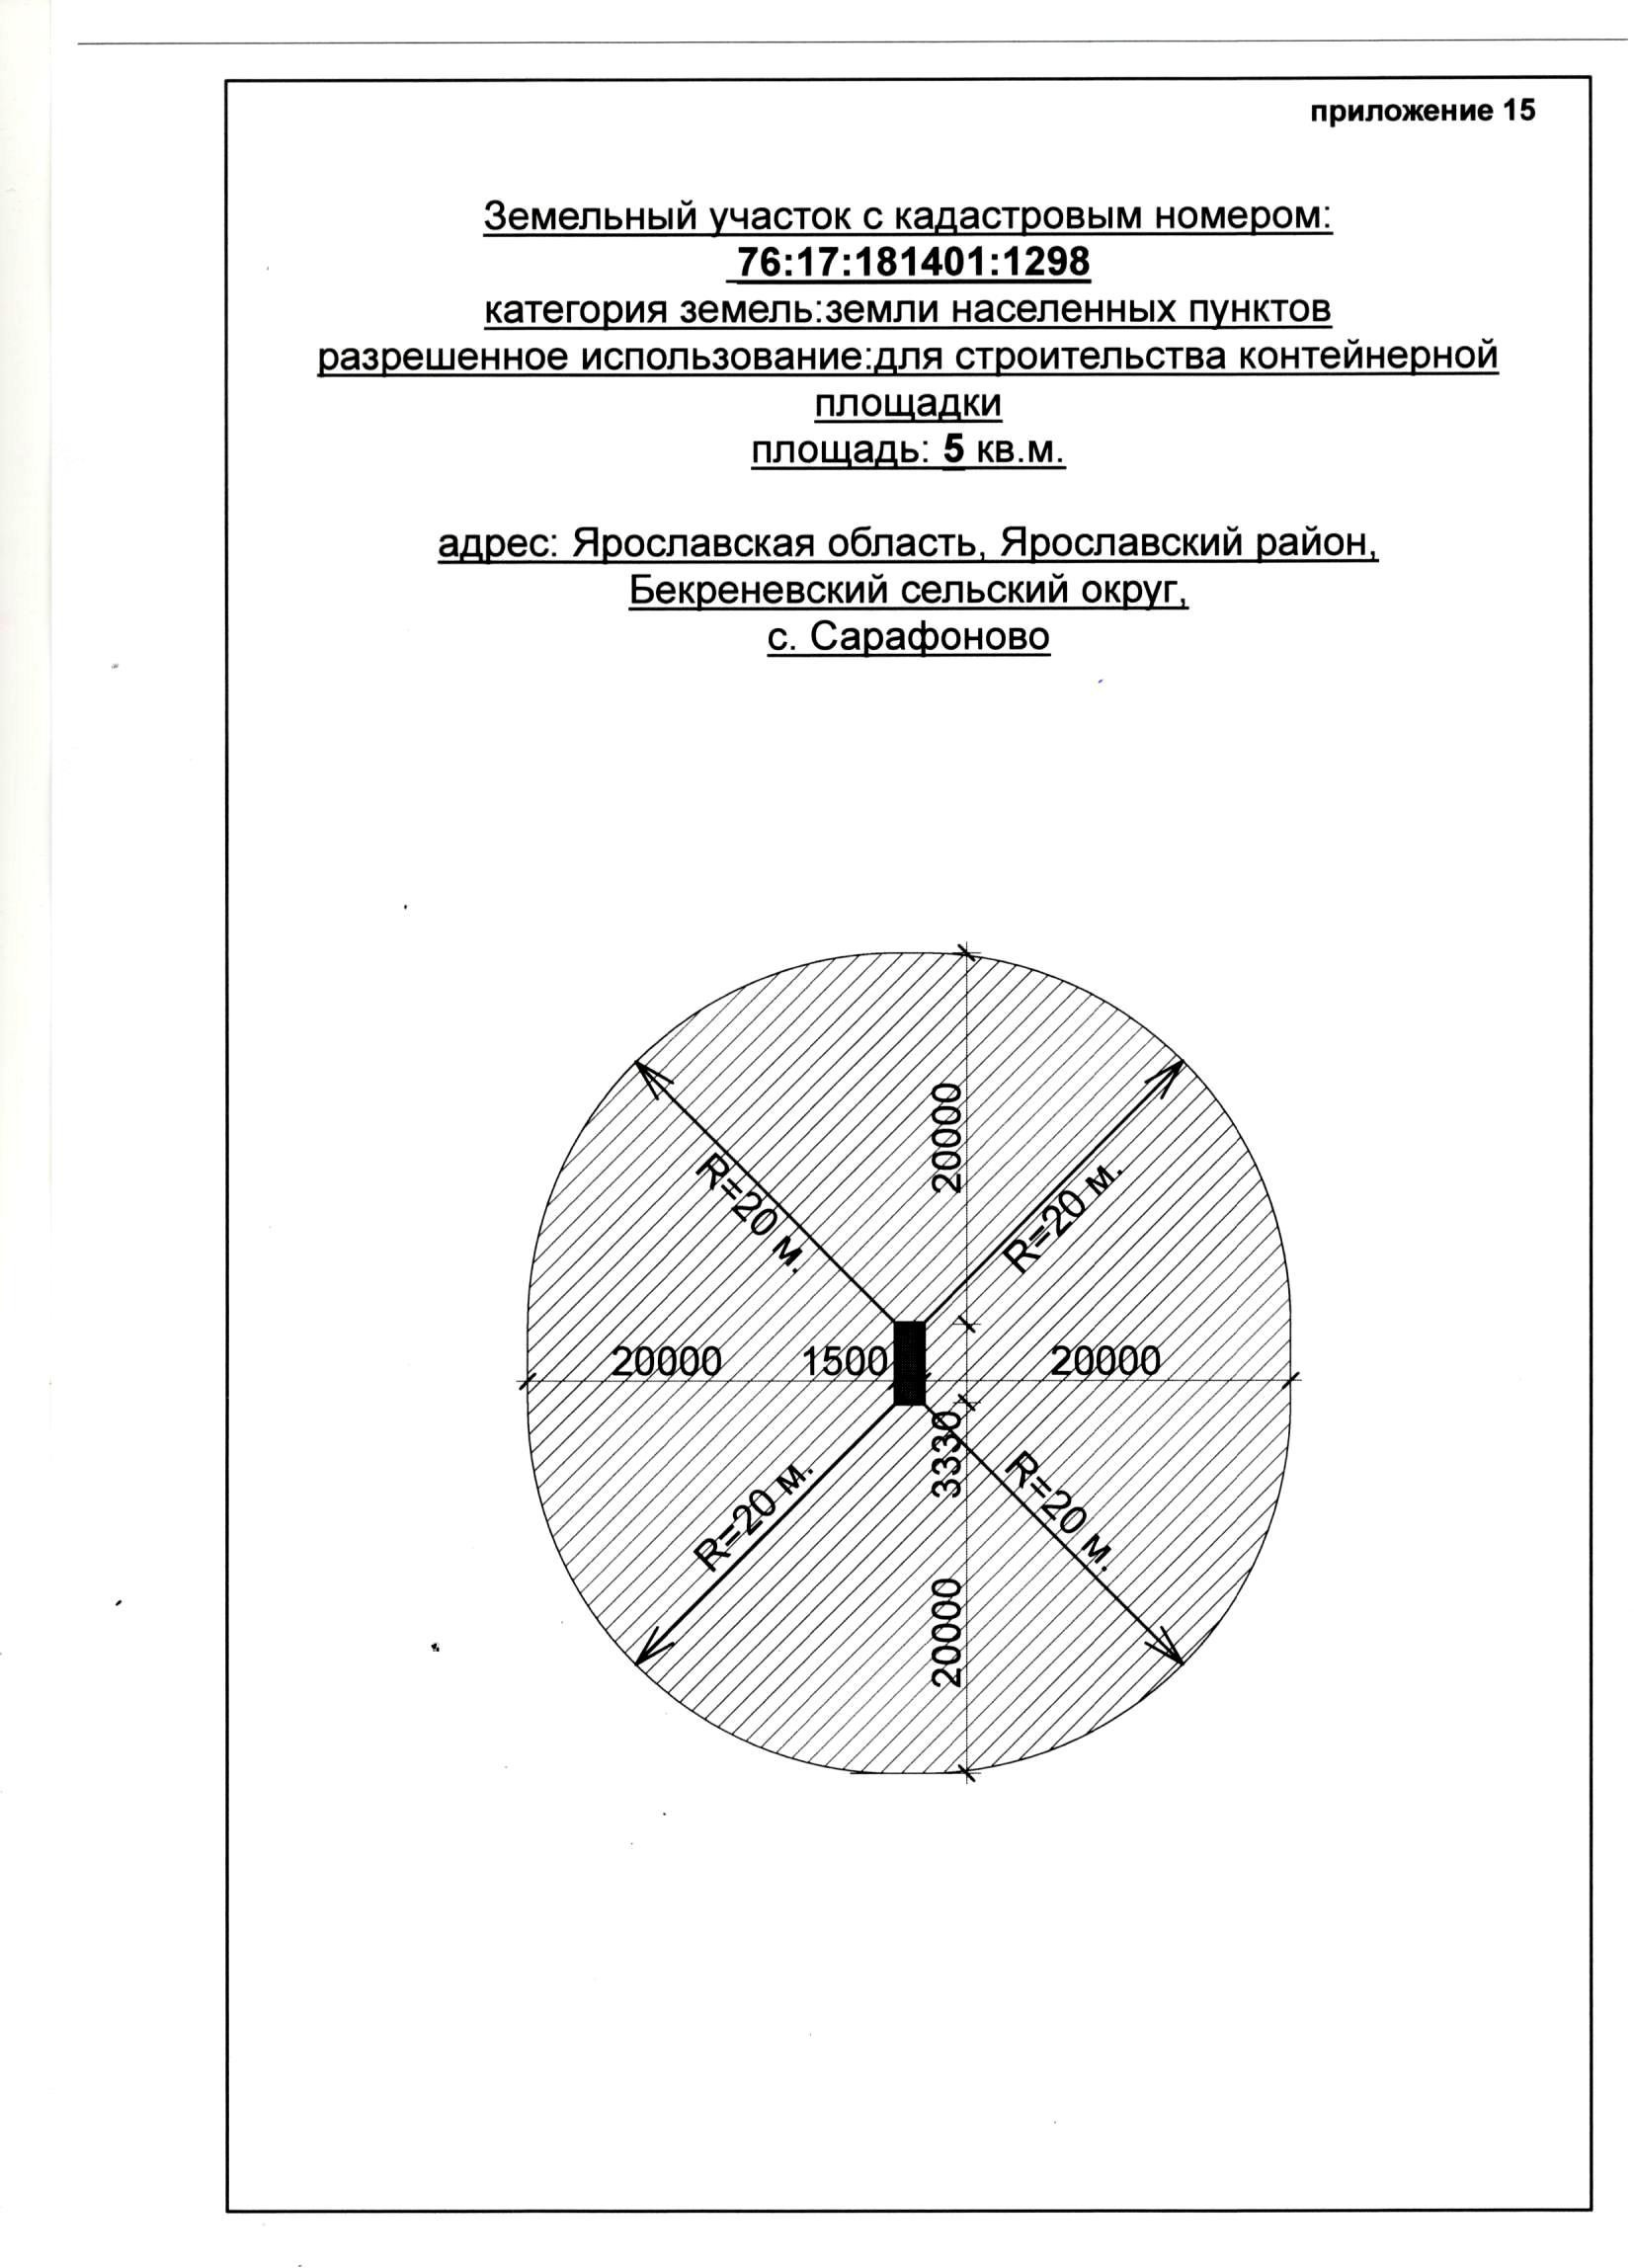 приложение 15
Земельный участок с кадастровым номером:
76:17:181401:1298
категория земель:земли населенных пунктов
разрешенное использование:для строительства контейнерной
площадки
площадь: 5 кв.м.
адрес: Ярославская область, Ярославский район,
Бекреневский сельский округ,
с. Сарафоново
20000
R=20 м.
R=20 м.
20000
1500
20000
3330
R=20 м.
R=20 м.
20000